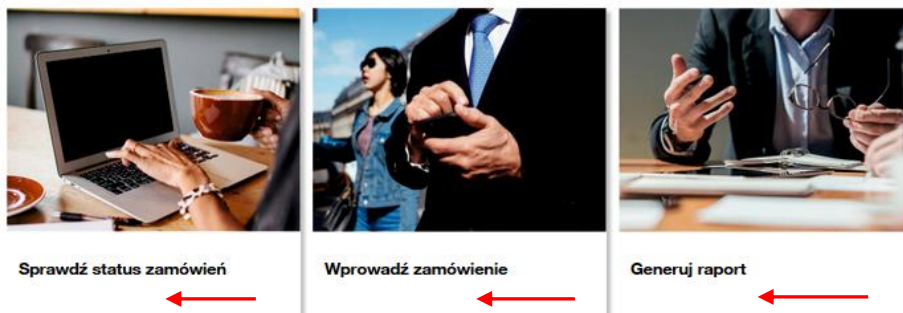 Sprawdź status zamówień
Wprowadź zamówienie
Generuj raport